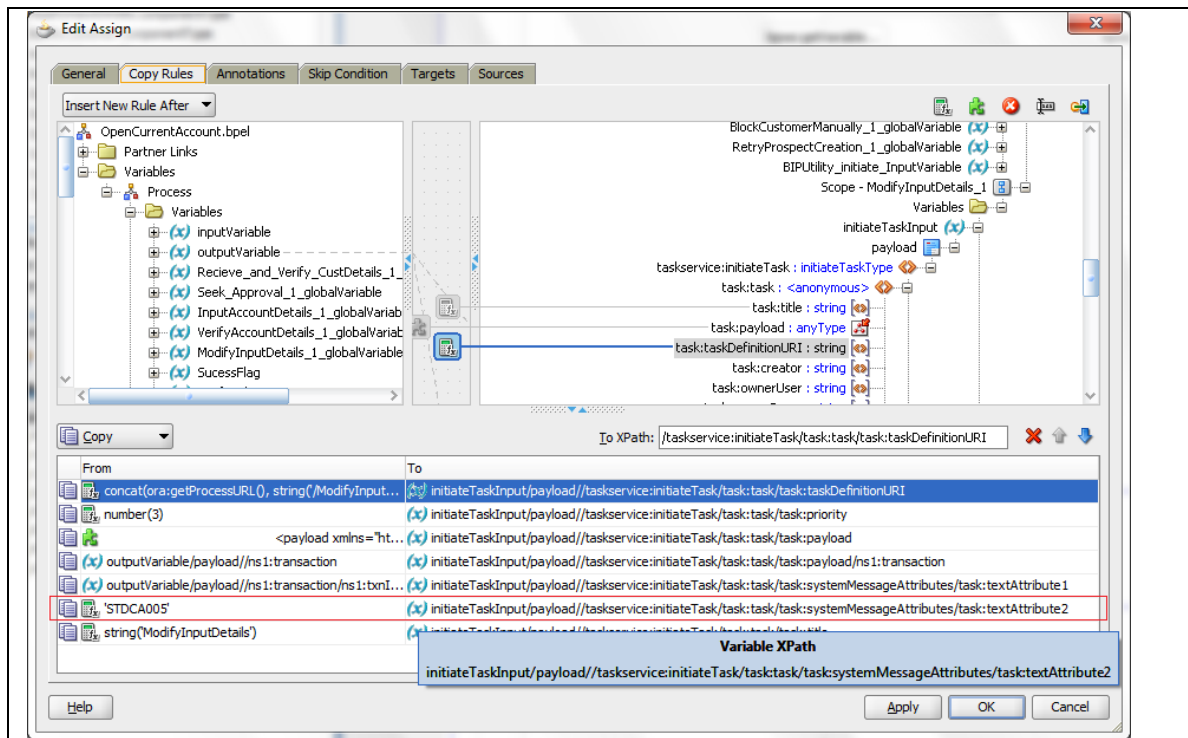 Edit Assign
General Copy Rules Annotations Skip Condition Targets Sources
Insert New Rule After
OpenCurrentAccount.bpel
Partner Links
Variables
Process
Variables
(x) inputVariable
(x) outputVariable
(x) Recieve_and_Verify_CustDetails_1_
(x) Seek_Approval_1_globalVariable
(x) InputAccountDetails_1_globalVariab
(x) VerifyAccountDetails_1_globalVariab
(x) ModifyInputDetails_1_globalVariable
(x) SucessFlag
BlockCustomerManually_1_globalVariable (x)
RetryProspectCreation_1_globalVariable (x)
BIPUtility_initiate_InputVariable (x)
Scope - ModifyInputDetails_1
Variables
initiateTaskInput (x)
payload
taskservice:initiateTask : initiateTaskType
task:task : <anonymous>
task:title : string
task:payload : anyType
task:taskDefinitionURI : string
task:creator : string
task:ownerUser : string
Copy
To XPath: /taskservice:initiateTask/task:task/task:taskDefinitionURI
From To
concat(ora:getProcessURL(), string('/ModifyInput... initiateTaskInput/payload//taskservice:initiateTask/task:task/task:taskDefinitionURI
number(3) (x) initiateTaskInput/payload//taskservice:initiateTask/task:task/task:priority
<payload xmlns="ht... (x) initiateTaskInput/payload//taskservice:initiateTask/task:task/task:payload
(x) outputVariable/payload//ns1:transaction (x) initiateTaskInput/payload//taskservice:initiateTask/task:task/task:payload/ns1:transaction
(x) outputVariable/payload//ns1:transaction/ns1:txnI... (x) initiateTaskInput/payload//taskservice:initiateTask/task:task/task:systemMessageAttributes/task:textAttribute1
'STDCA005' (x) initiateTaskInput/payload//taskservice:initiateTask/task:task/task:systemMessageAttributes/task:textAttribute2
string('ModifyInputDetails') (x) initiateTaskInput/payload//taskservice:initiateTask/task:task/task:title
Variable XPath
initiateTaskInput/payload//taskservice:initiateTask/task:task/task:systemMessageAttributes/task:textAttribute2
Help Apply OK Cancel